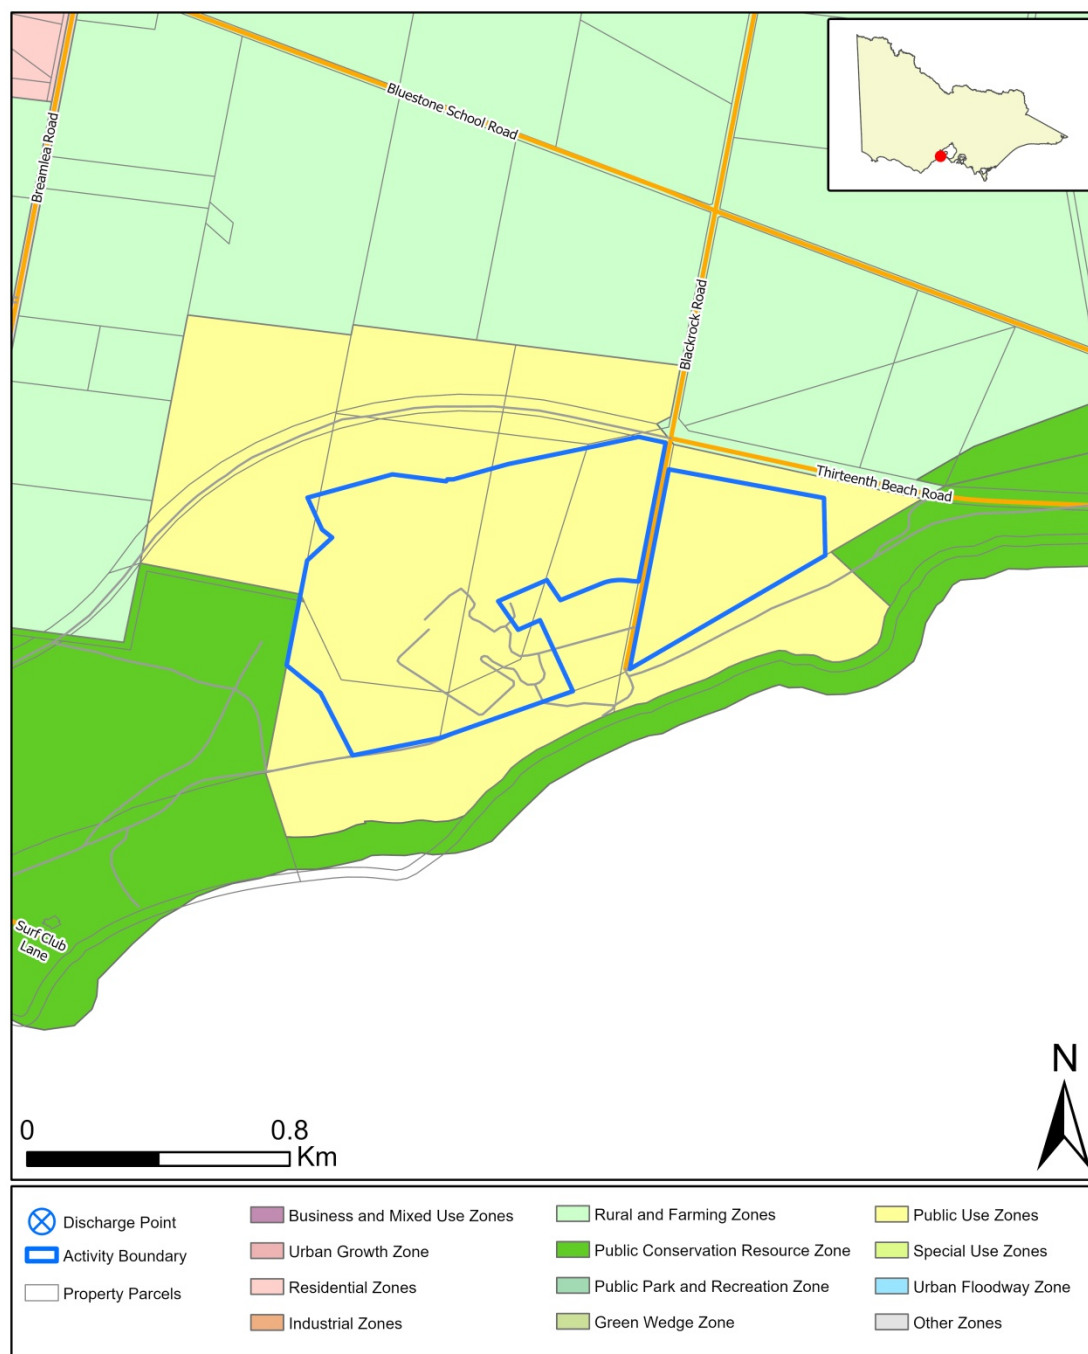 Bluestone School Road
Breamlea Road
Blackrock Road
Thirteenth Beach Road
Surf Club
Lane
N
0
0.8
Km
Discharge Point
Activity Boundary
Property Parcels
Business and Mixed Use Zones
Urban Growth Zone
Residential Zones
Industrial Zones
Rural and Farming Zones
Public Conservation Resource Zone
Public Park and Recreation Zone
Green Wedge Zone
Public Use Zones
Special Use Zones
Urban Floodway Zone
Other Zones